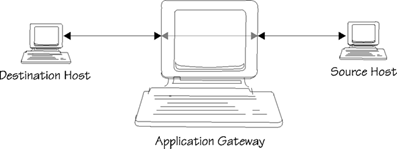 Destination Host
Source Host
Application Gateway